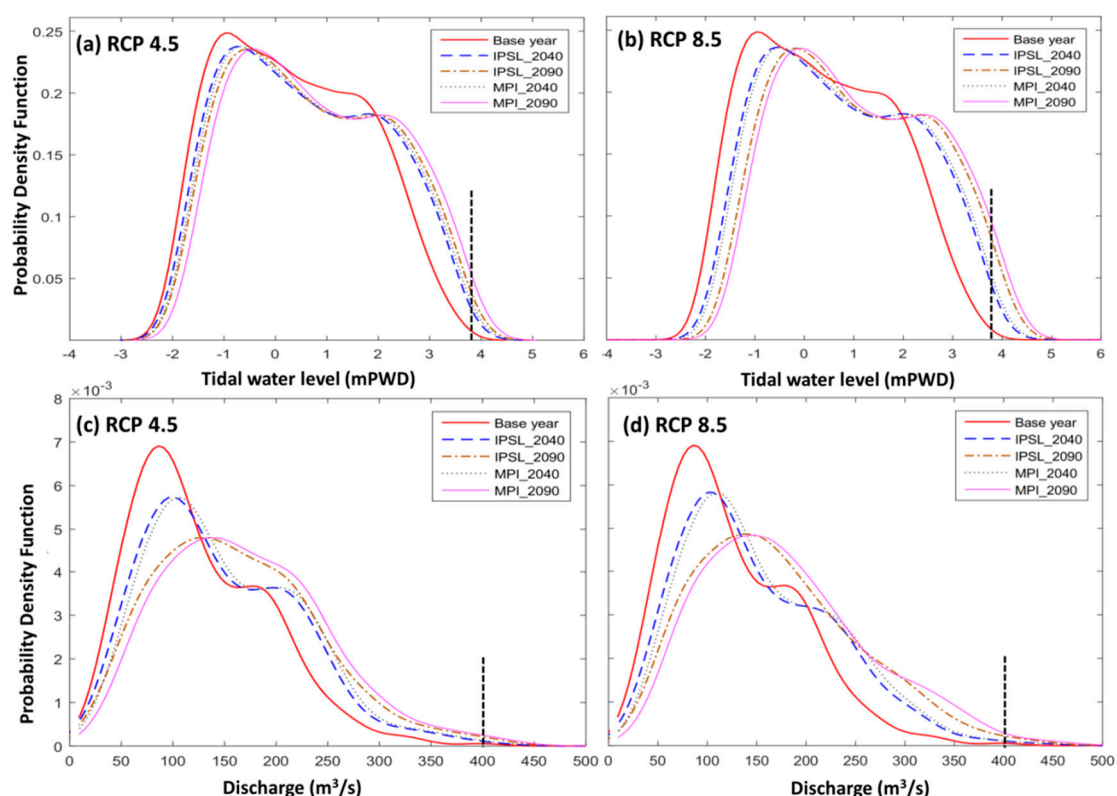 (a) RCP 4.5
Base year
IPSL_2040
IPSL_2090
MPI_2040
MPI_2090
0.25
0.2
0.15
0.1
0.05
Probability Density Function
-4 -3 -2 -1 0 1 2 3 4 5 6
Tidal water level (mPWD)
(b) RCP 8.5
Base year
IPSL_2040
IPSL_2090
MPI_2040
MPI_2090
-4 -3 -2 -1 0 1 2 3 4 5 6
Tidal water level (mPWD)
×10⁻³
(c) RCP 4.5
Base year
IPSL_2040
IPSL_2090
MPI_2040
MPI_2090
8
7
6
5
4
3
2
1
0
Probability Density Function
0 50 100 150 200 250 300 350 400 450 500
Discharge (m³/s)
×10⁻³
(d) RCP 8.5
Base year
IPSL_2040
IPSL_2090
MPI_2040
MPI_2090
0 50 100 150 200 250 300 350 400 450 500
Discharge (m³/s)